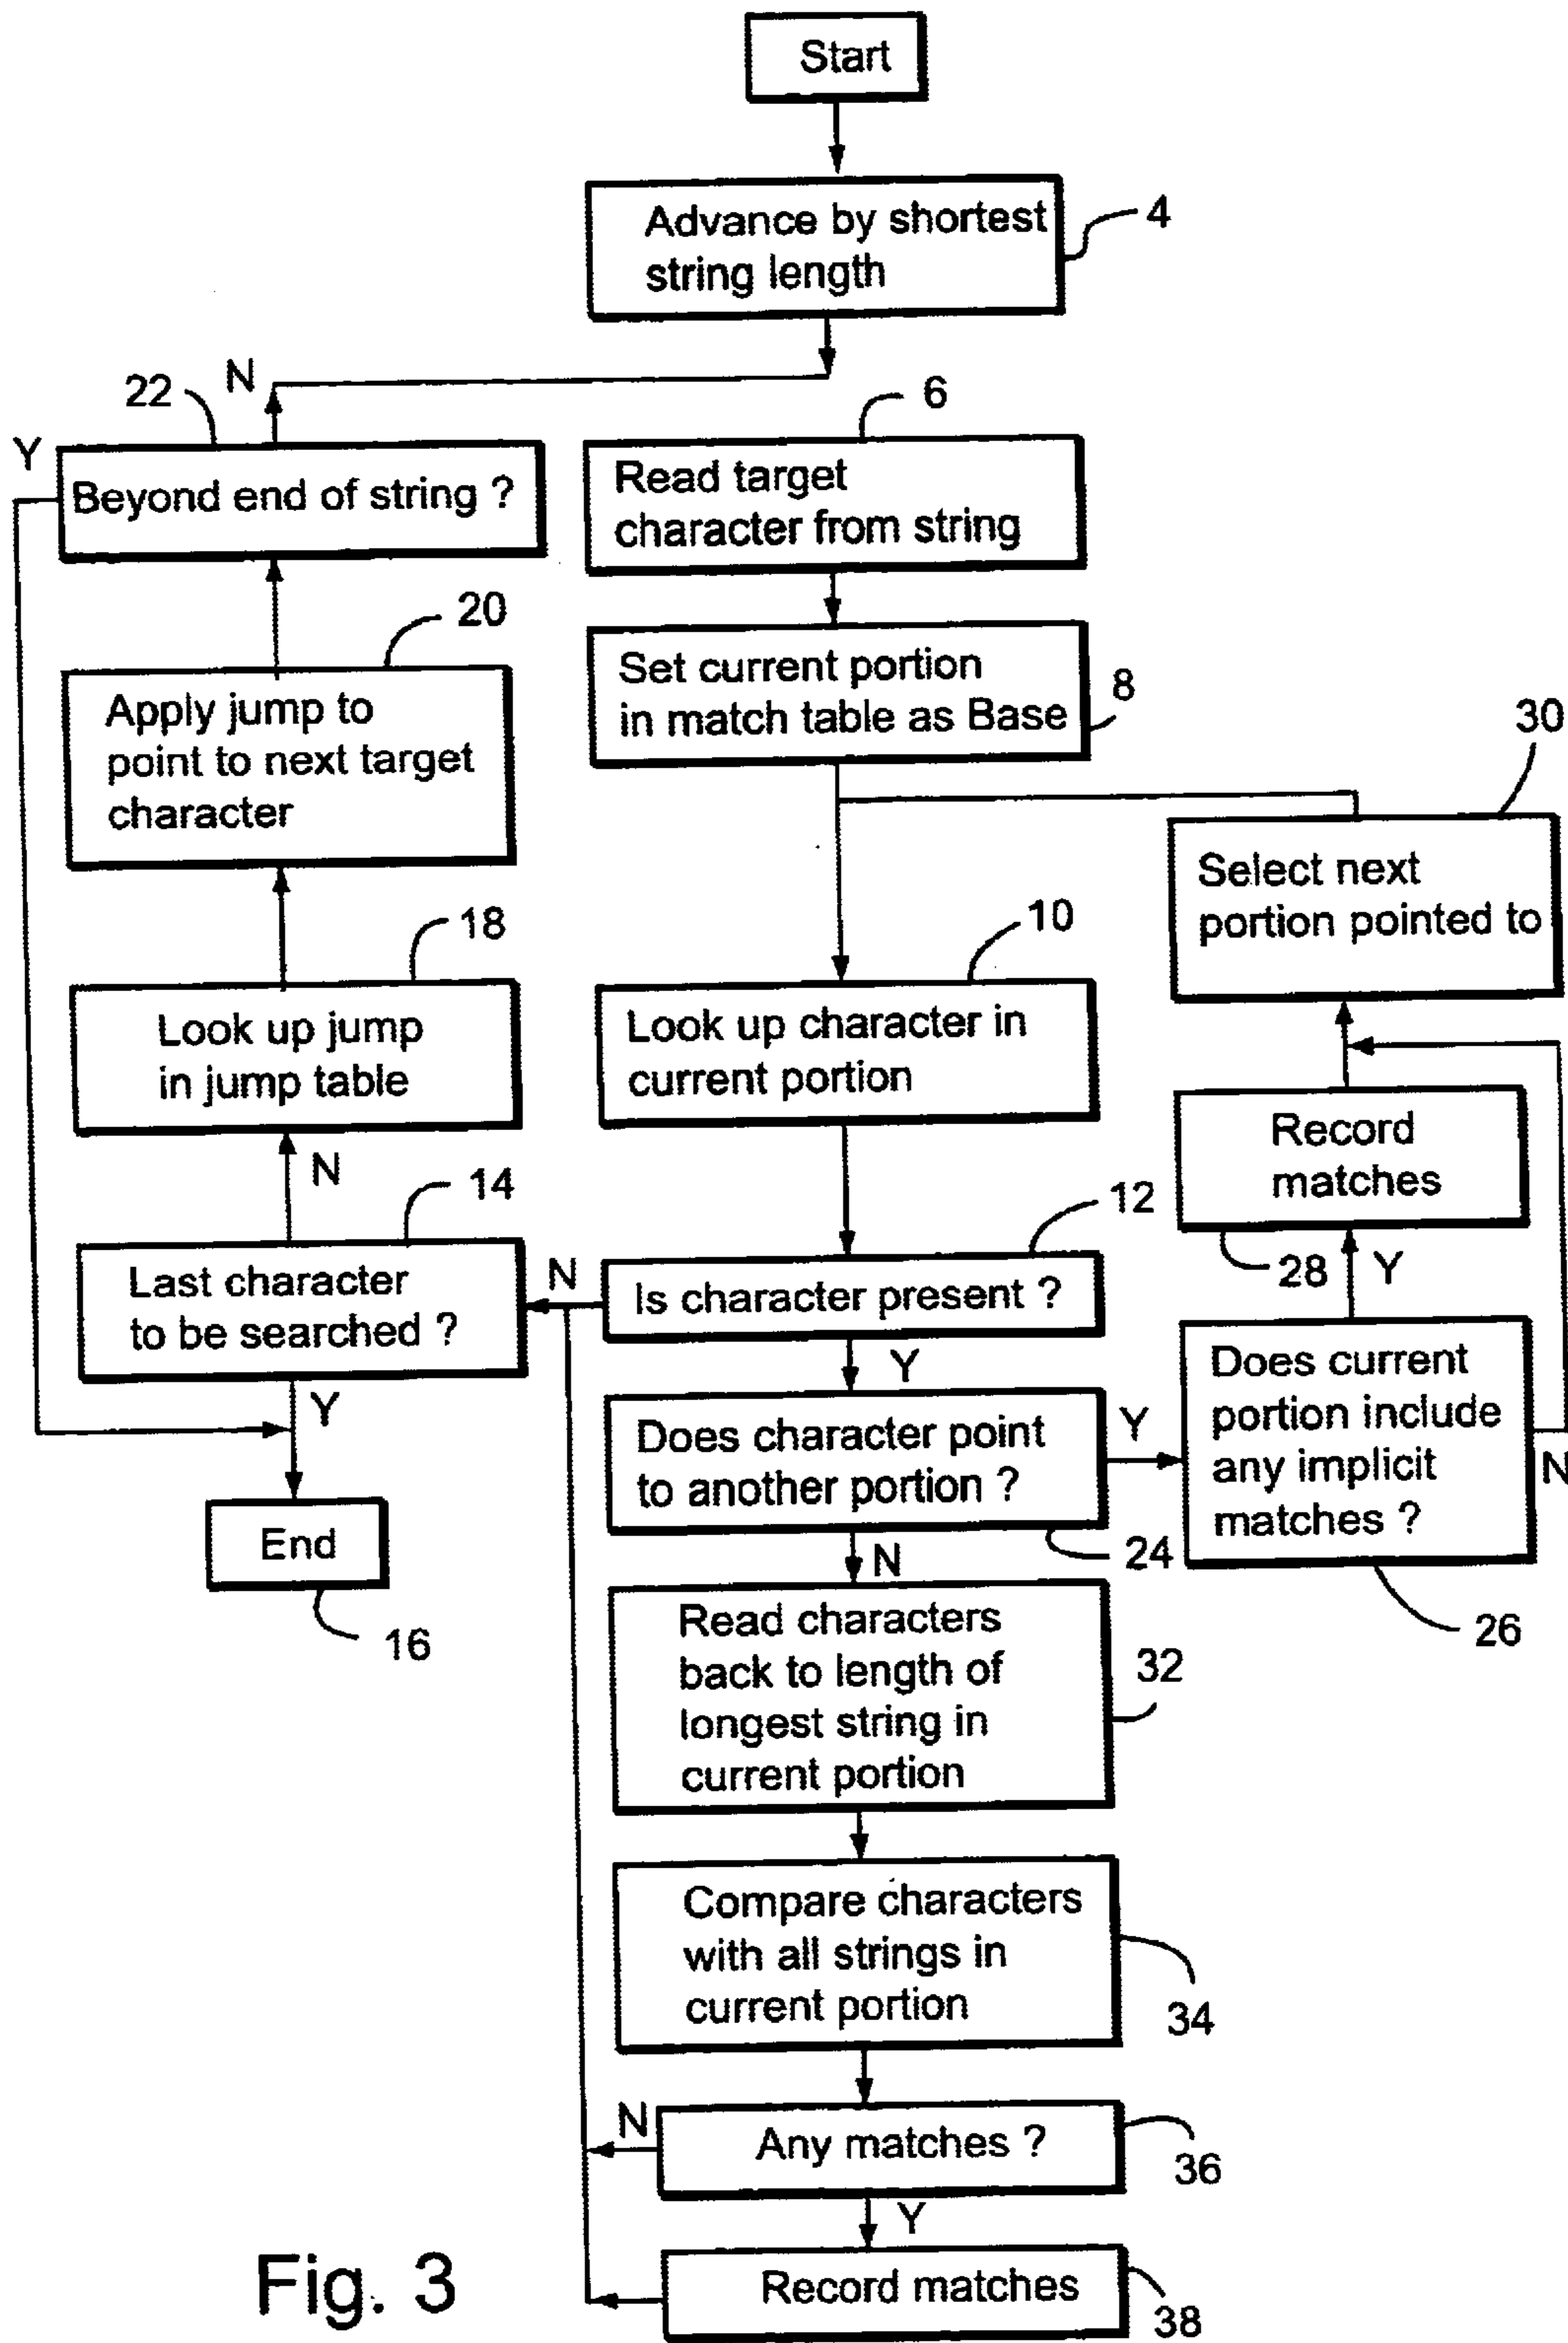 Start
Advance by shortest
string length
4
N
22
Y
Beyond end of string ?
6
Read target
character from string
20
Apply jump to
point to next target
character
Set current portion
in match table as Base
8
30
Select next
portion pointed to
18
Look up jump
in jump table
10
Look up character in
current portion
Record
matches
28
Y
N
14
Last character
to be searched ?
N
12
Is character present ?
Y
Y
Does character point
to another portion ?
Y
24
N
Does current
portion include
any implicit
matches ?
N
26
End
16
Read characters
back to length of
longest string in
current portion
32
Compare characters
with all strings in
current portion
34
N
Any matches ?
36
Y
Record matches
38
Fig. 3